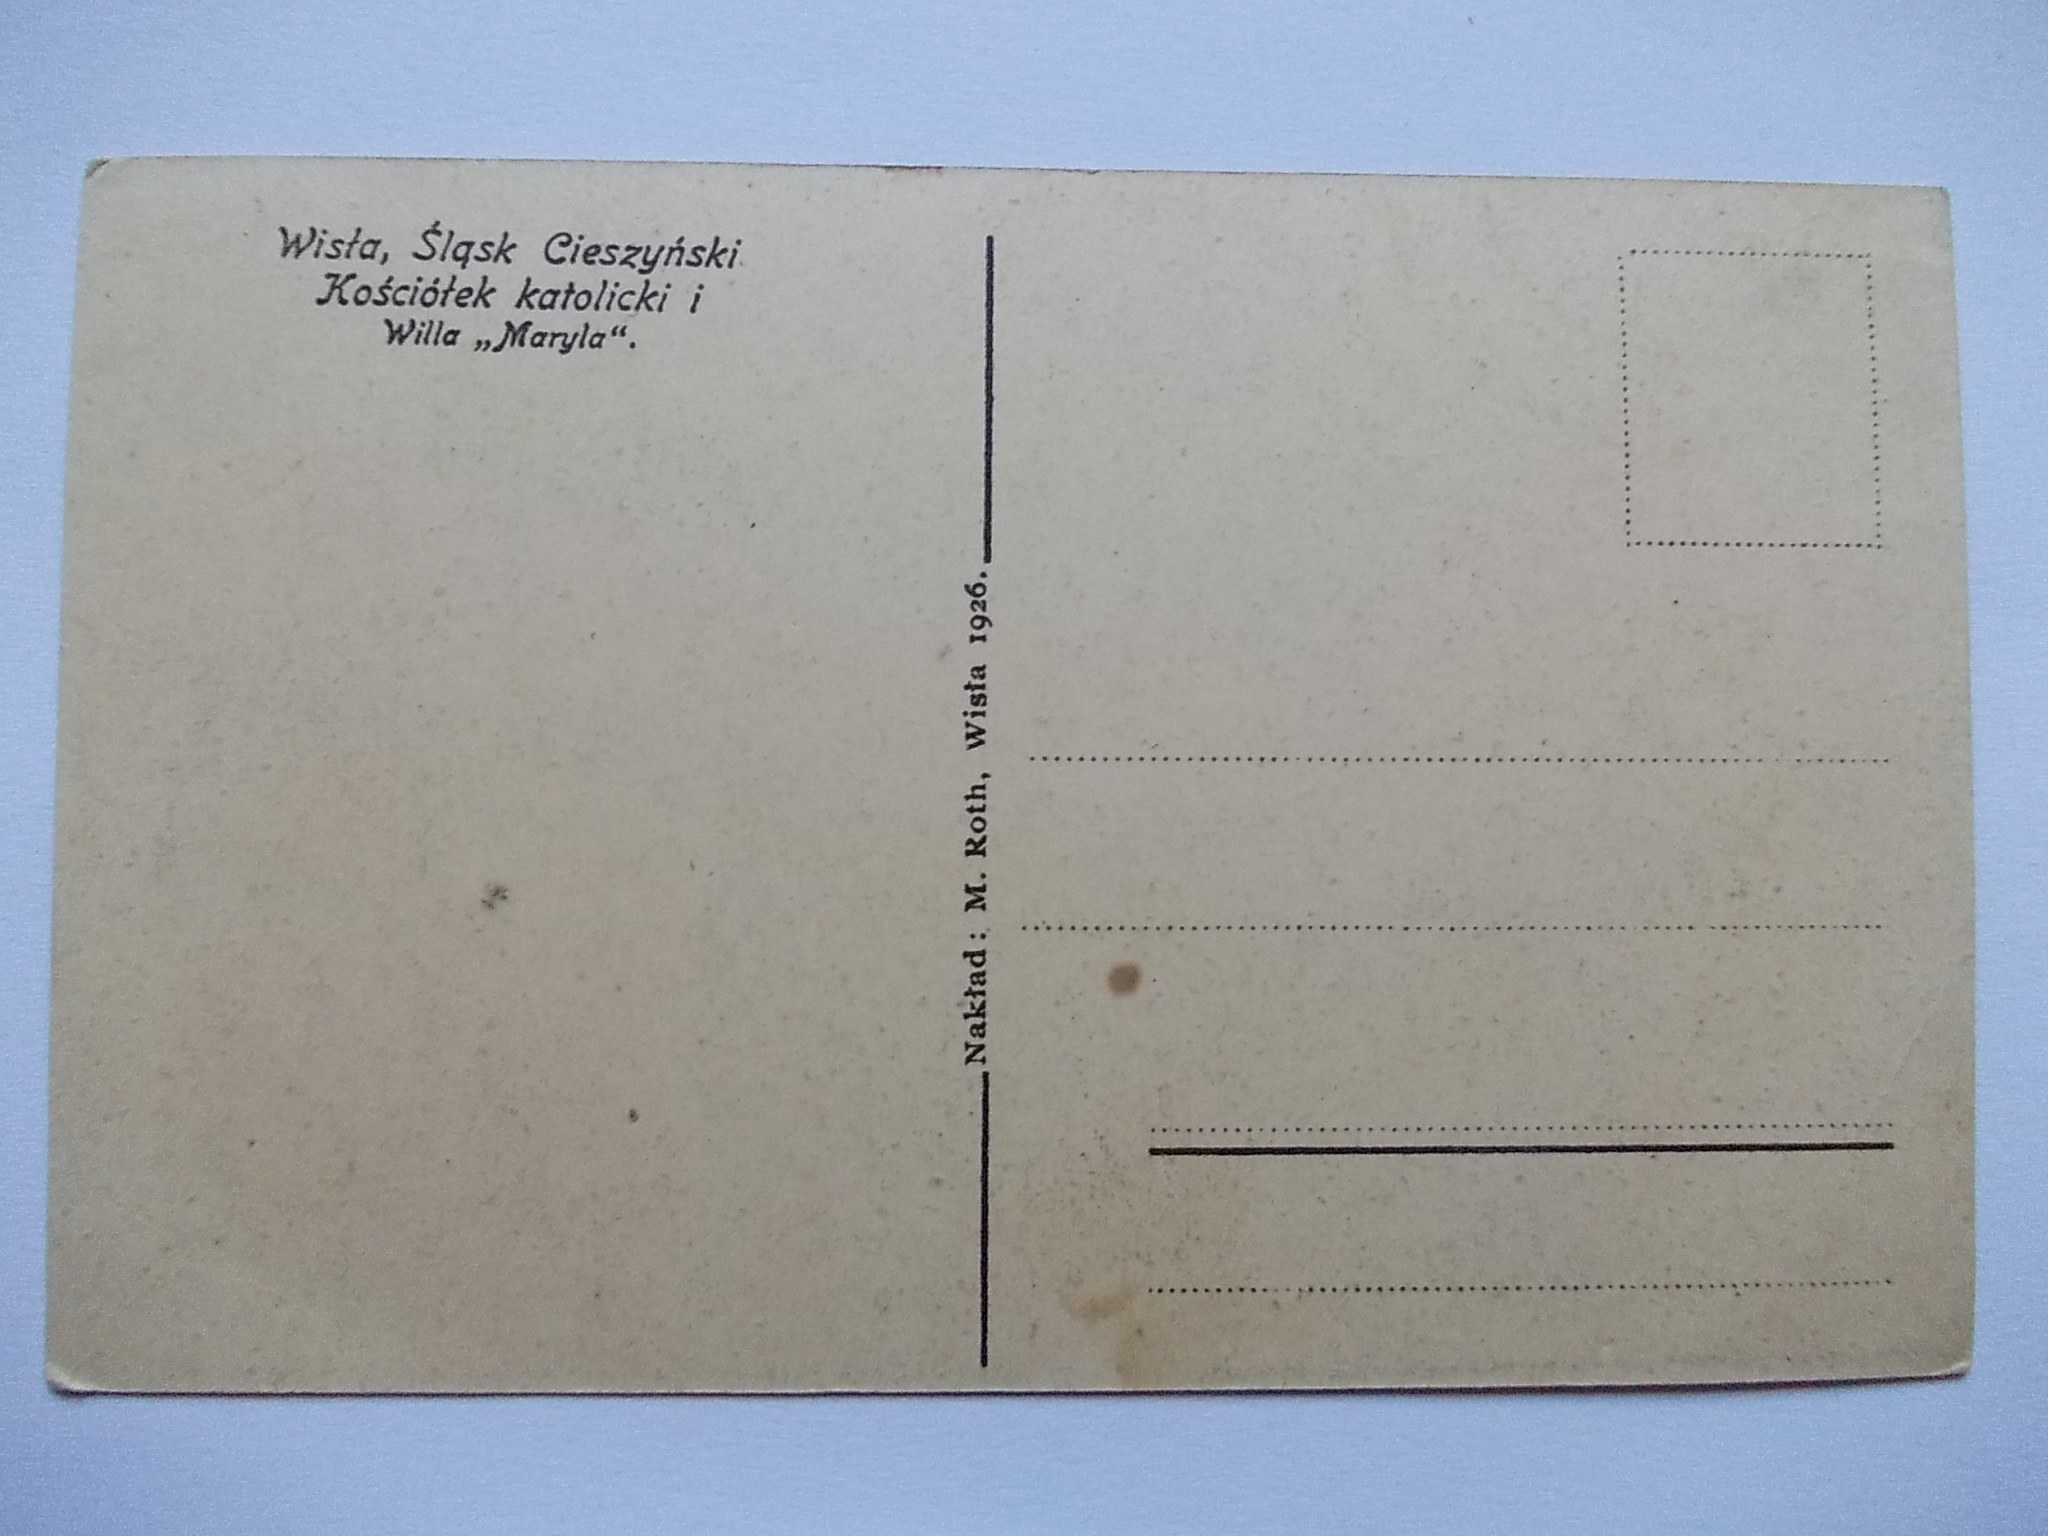 Wisła, Śląsk Cieszyński
Kościółek katolicki i
Willa „Maryla“.
Nakład: M. Roth, Wisła 1926.